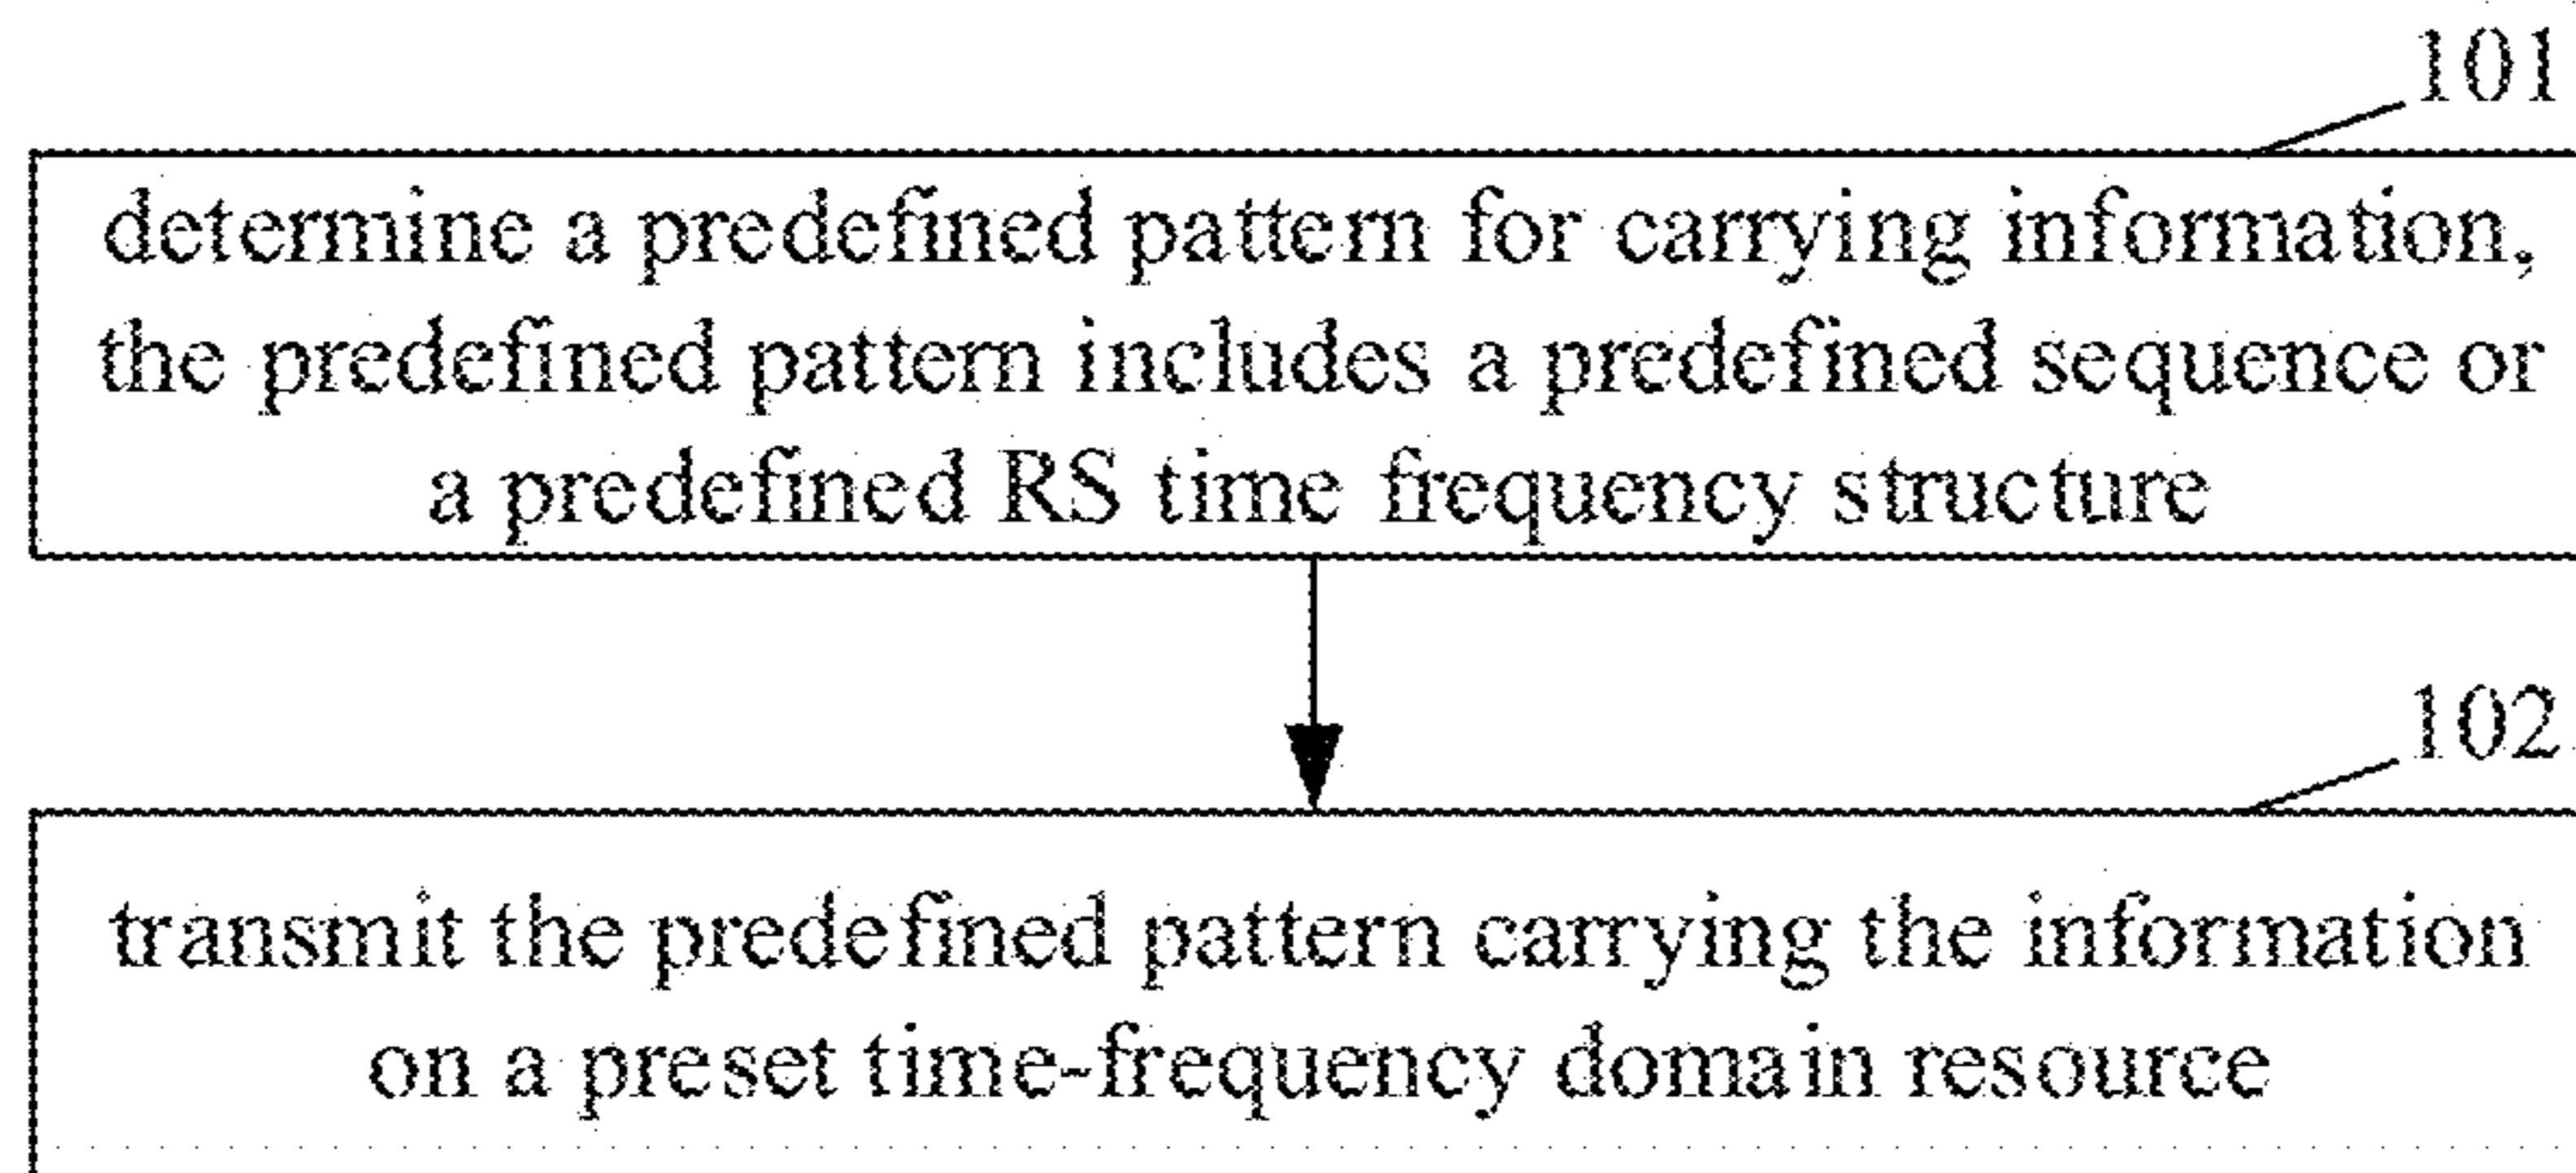 101
determine a predefined pattern for carrying information,
the predefined pattern includes a predefined sequence or
a predefined RS time frequency structure
102
transmit the predefined pattern carrying the information
on a preset time-frequency domain resource